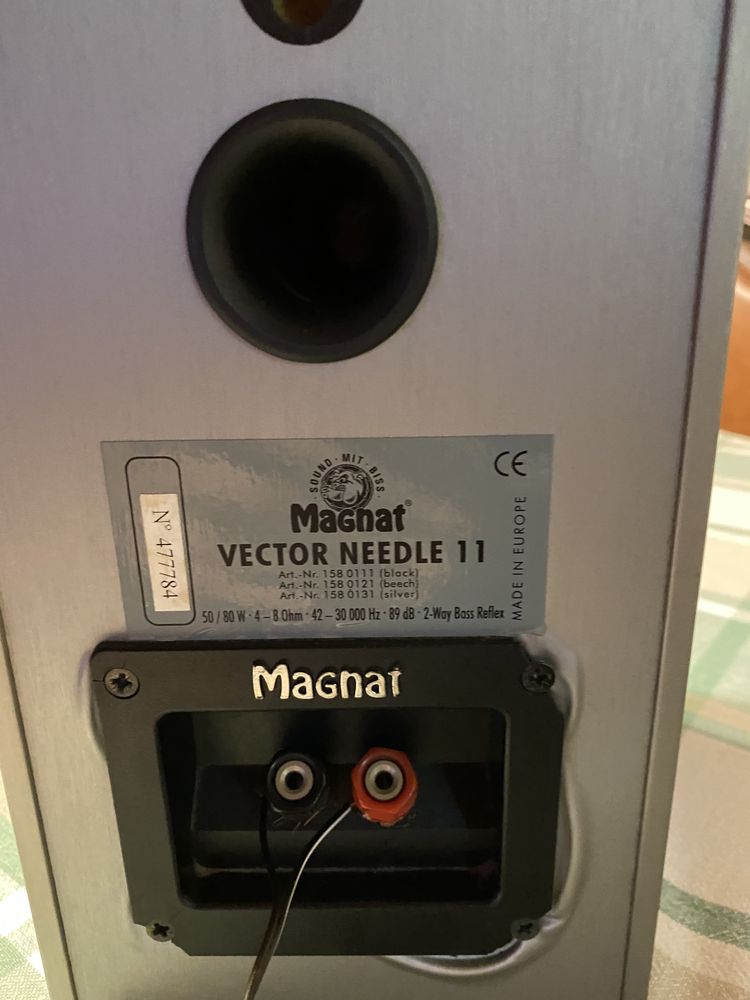 SOUND · MIT · BISS
Magnat®
CE
VECTOR NEEDLE 11
Art.-Nr. 158 0111 (black)
Art.-Nr. 158 0121 (beech)
Art.-Nr. 158 0131 (silver)
50 / 80 W · 4 – 8 Ohm · 42 – 30 000 Hz · 89 dB · 2-Way Bass Reflex
MADE IN EUROPE
Nº 477784
Magnat